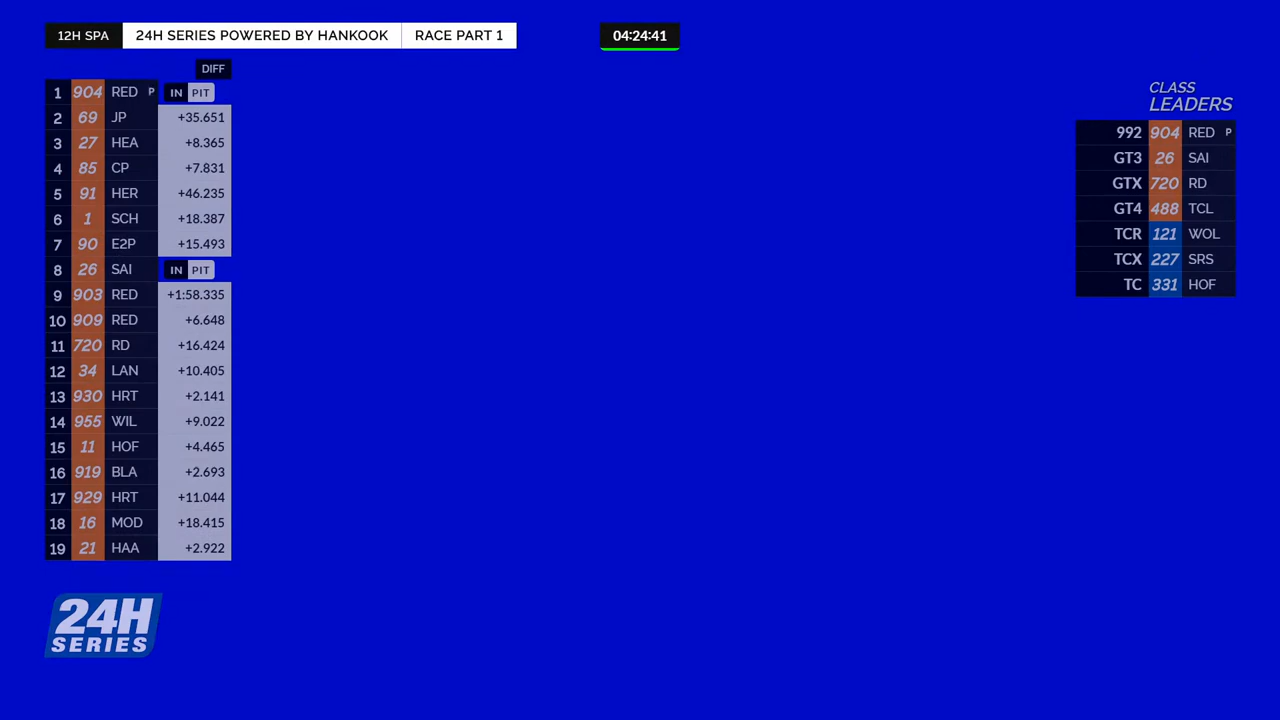 12H SPA 24H SERIES POWERED BY HANKOOK RACE PART 1 04:24:41
DIFF
1 904 RED P IN PIT
2 69 JP +35.651
3 27 HEA +8.365
4 85 CP +7.831
5 91 HER +46.235
6 1 SCH +18.387
7 90 E2P +15.493
8 26 SAI IN PIT
9 903 RED +1:58.335
10 909 RED +6.648
11 720 RD +16.424
12 34 LAN +10.405
13 930 HRT +2.141
14 955 WIL +9.022
15 11 HOF +4.465
16 919 BLA +2.693
17 929 HRT +11.044
18 16 MOD +18.415
19 21 HAA +2.922
24H
SERIES
CLASS
LEADERS
992 904 RED P
GT3 26 SAI
GTX 720 RD
GT4 488 TCL
TCR 121 WOL
TCX 227 SRS
TC 331 HOF